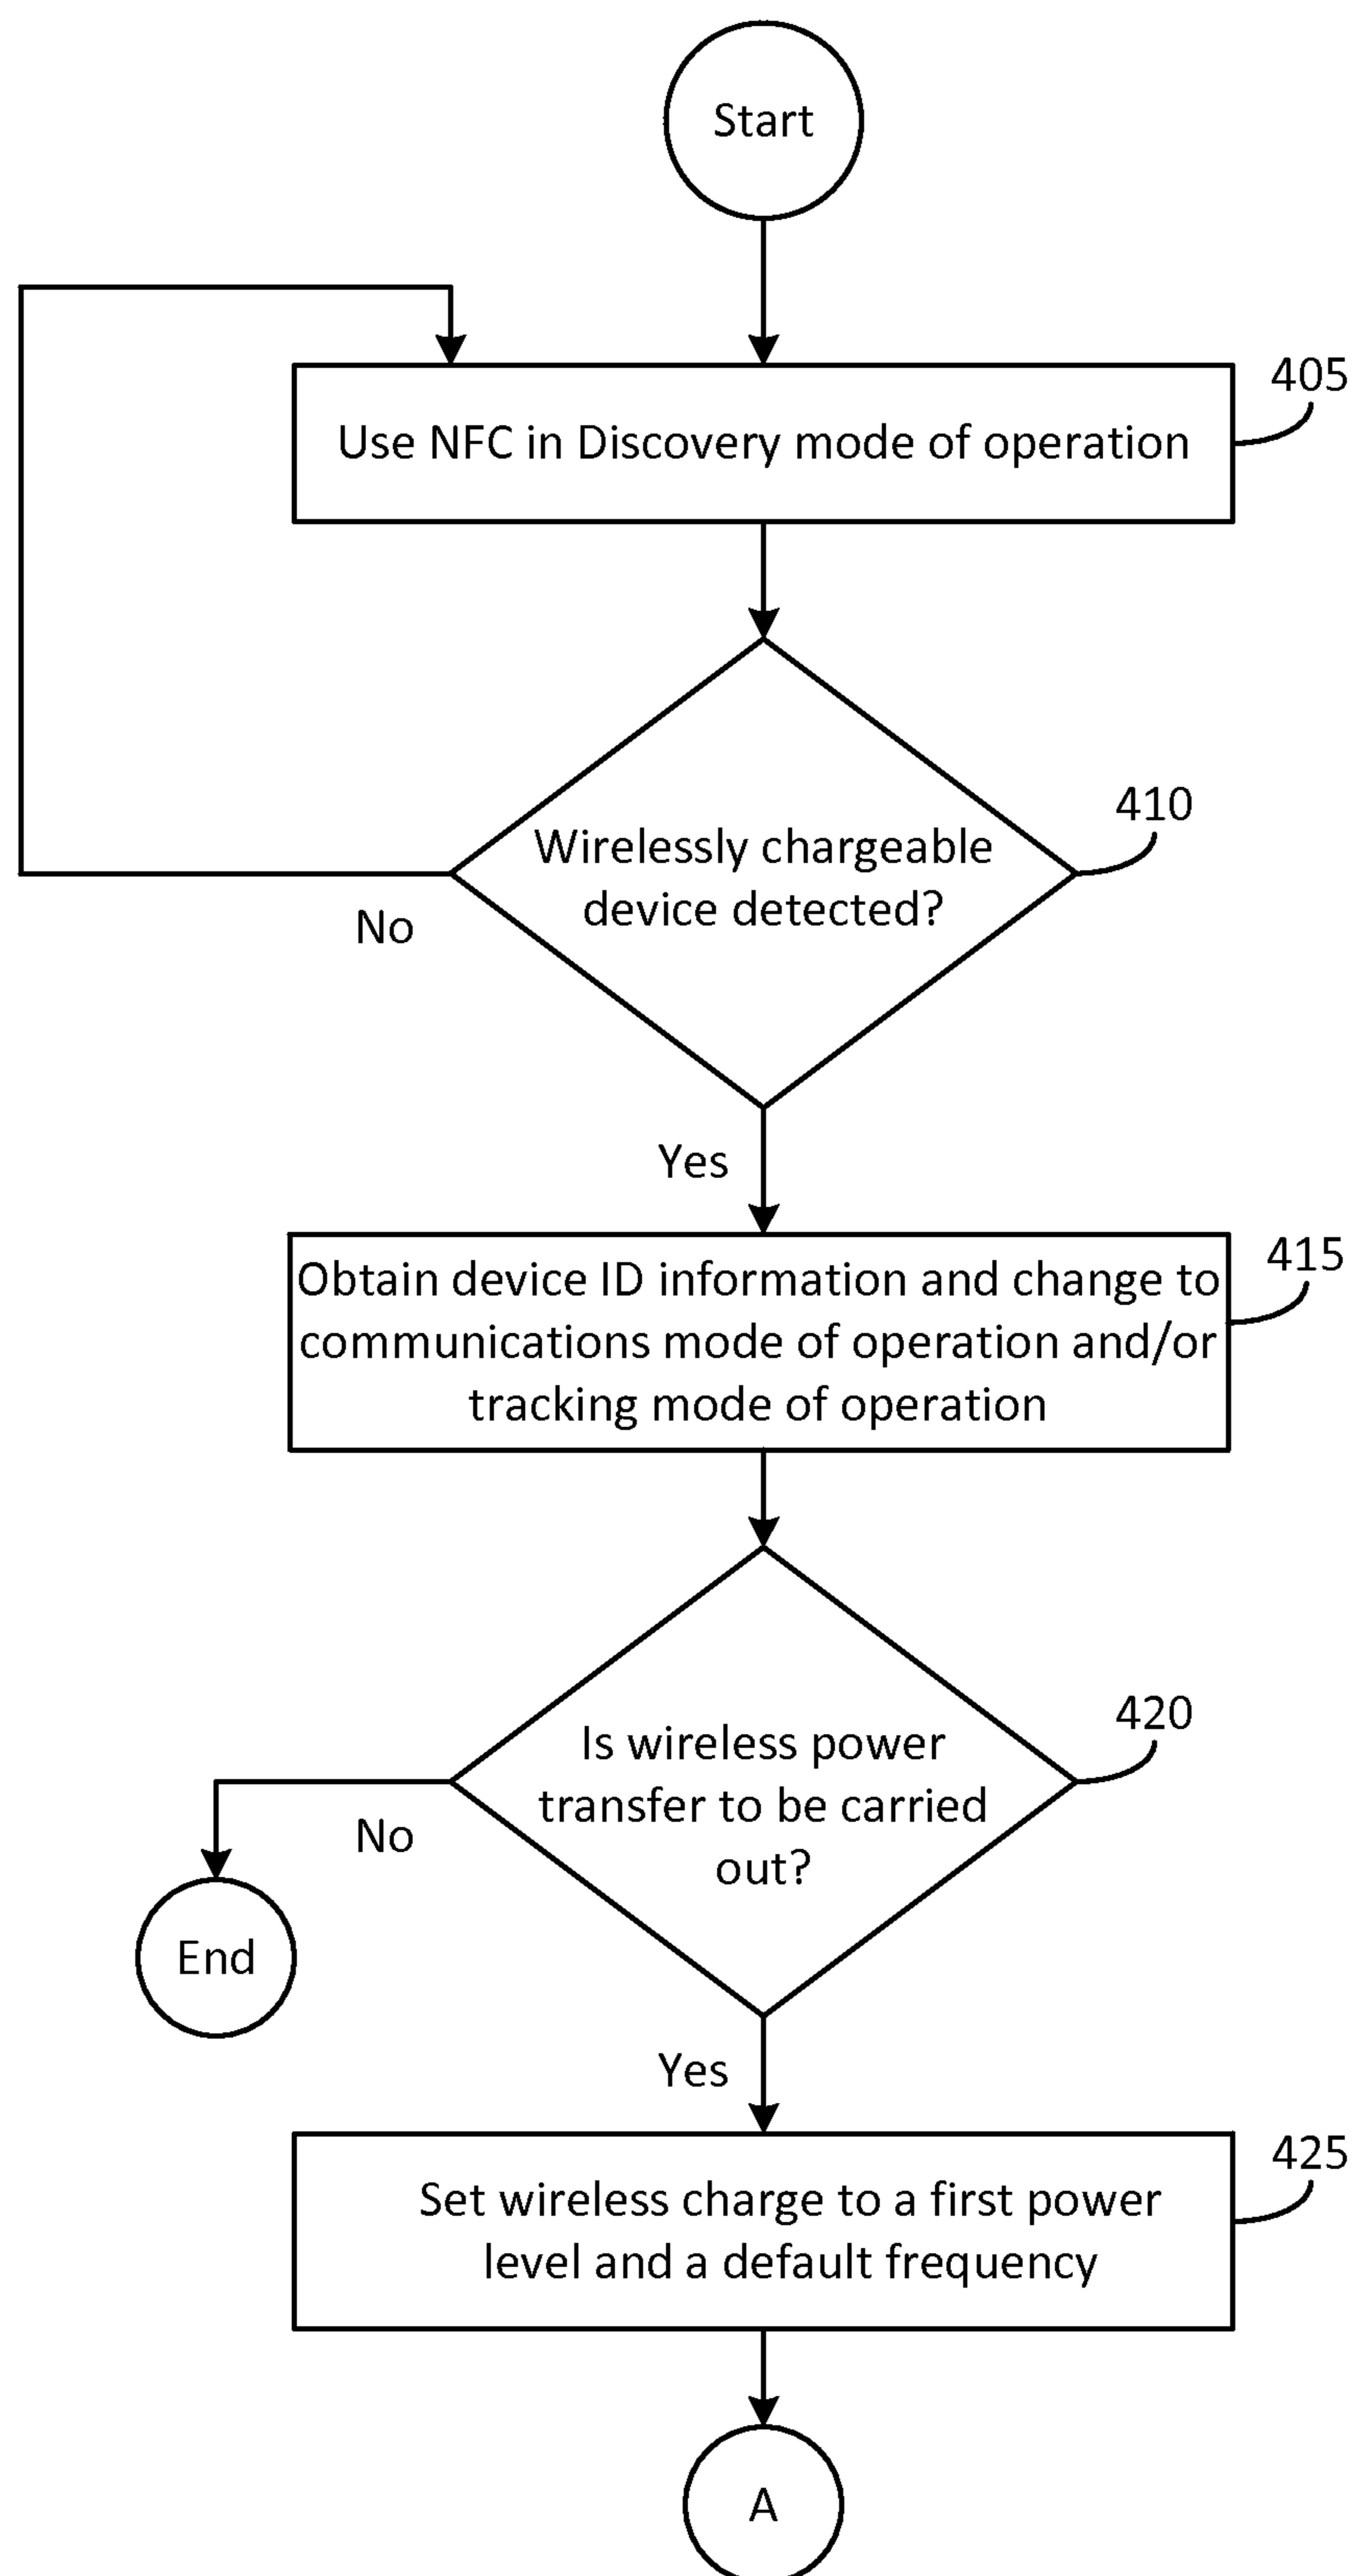 Start
405
Use NFC in Discovery mode of operation
410
Wirelessly chargeable
device detected?
No
Yes
415
Obtain device ID information and change to
communications mode of operation and/or
tracking mode of operation
420
Is wireless power
transfer to be carried
out?
No
End
Yes
425
Set wireless charge to a first power
level and a default frequency
A